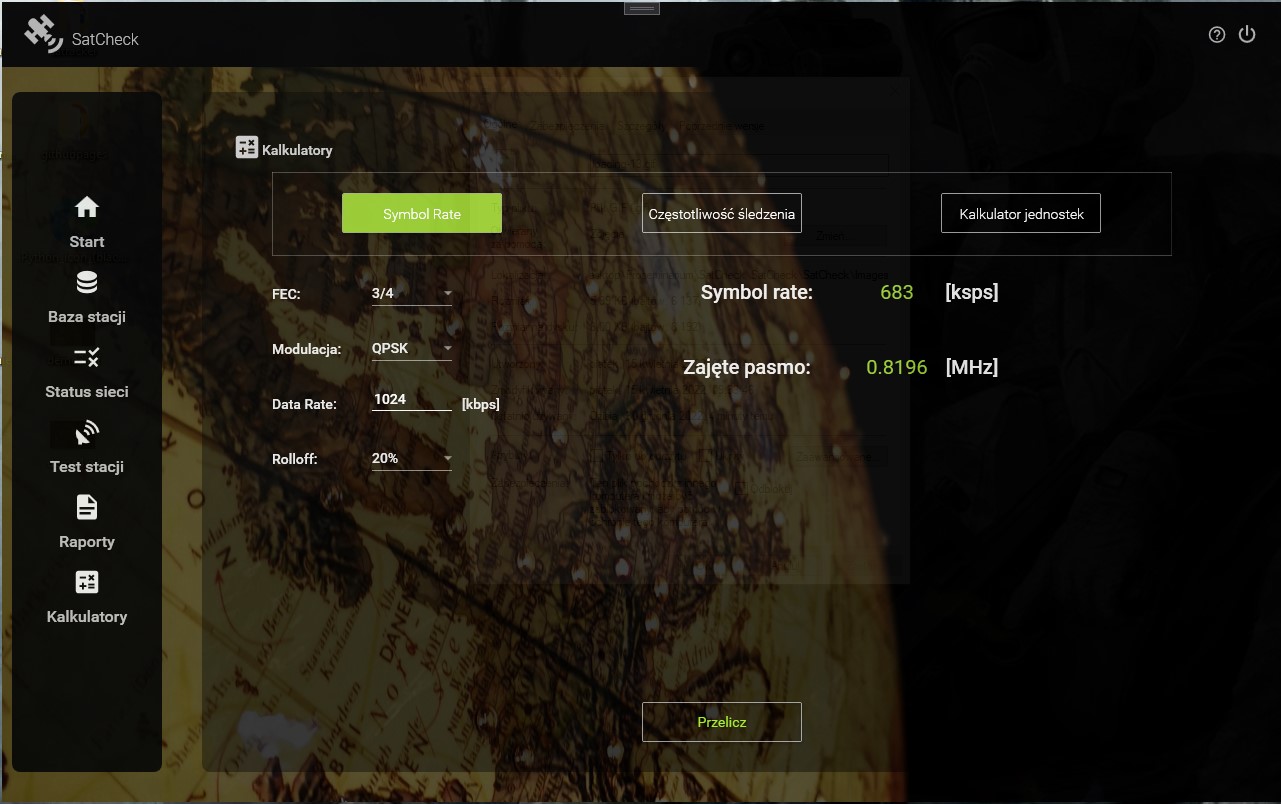 SatCheck
Kalkulatory
Symbol Rate
Częstotliwość śledzenia
Kalkulator jednostek
Start
Baza stacji
Status sieci
Test stacji
Raporty
Kalkulatory
FEC: 3/4
Modulacja: QPSK
Data Rate: 1024 [kbps]
Rolloff: 20%
Symbol rate: 683 [ksps]
Zajęte pasmo: 0.8196 [MHz]
Przelicz